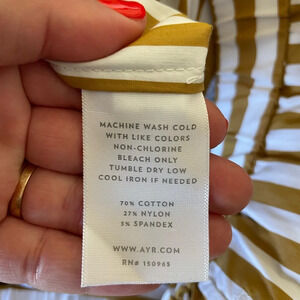 MACHINE WASH COLD
WITH LIKE COLORS
NON-CHLORINE
BLEACH ONLY
TUMBLE DRY LOW
COOL IRON IF NEEDED
70% COTTON
27% NYLON
3% SPANDEX
WWW.AYR.COM
RN# 150965